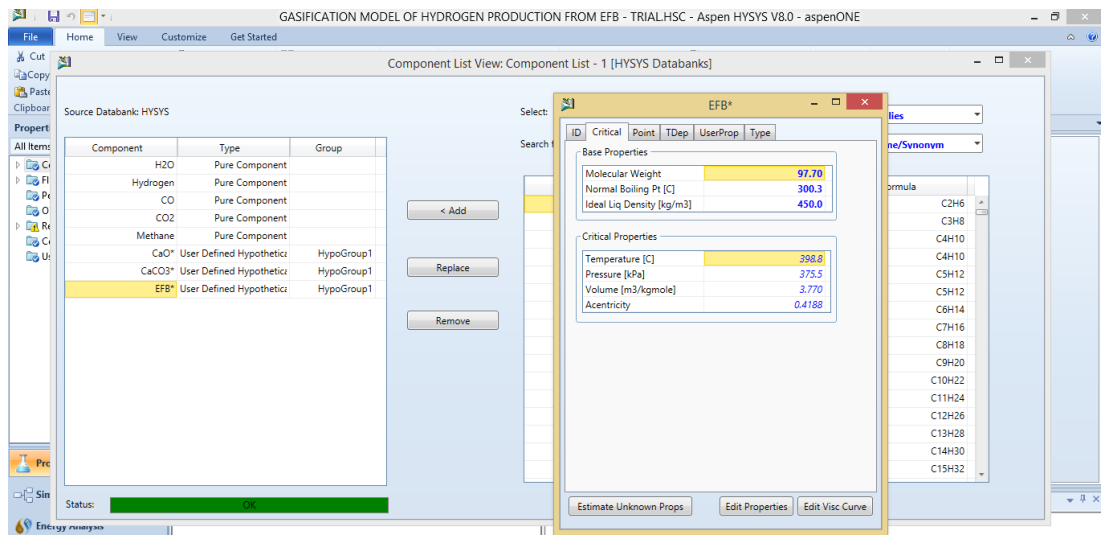 GASIFICATION MODEL OF HYDROGEN PRODUCTION FROM EFB - TRIAL.HSC - Aspen HYSYS V8.0 - aspenONE
File Home View Customize Get Started
Cut
Copy
Paste
Component List View: Component List - 1 [HYSYS Databanks]
Source Databank: HYSYS
Select:
All Items
Component Type Group
H2O Pure Component
Hydrogen Pure Component
CO Pure Component
CO2 Pure Component
Methane Pure Component
CaO* User Defined Hypothetica HypoGroup1
CaCO3* User Defined Hypothetica HypoGroup1
EFB* User Defined Hypothetica HypoGroup1
< Add
Replace
Remove
EFB*
ID Critical Point TDep UserProp Type
Base Properties
Molecular Weight 97.70
Normal Boiling Pt [C] 300.3
Ideal Liq Density [kg/m3] 450.0
Critical Properties
Temperature [C] 398.8
Pressure [kPa] 375.5
Volume [m3/kgmole] 3.770
Acentricity 0.4188
Estimate Unknown Props Edit Properties Edit Visc Curve
C2H6
C3H8
C4H10
C4H10
C5H12
C5H12
C6H14
C7H16
C8H18
C9H20
C10H22
C11H24
C12H26
C13H28
C14H30
C15H32
Status: OK
Energy Analysis